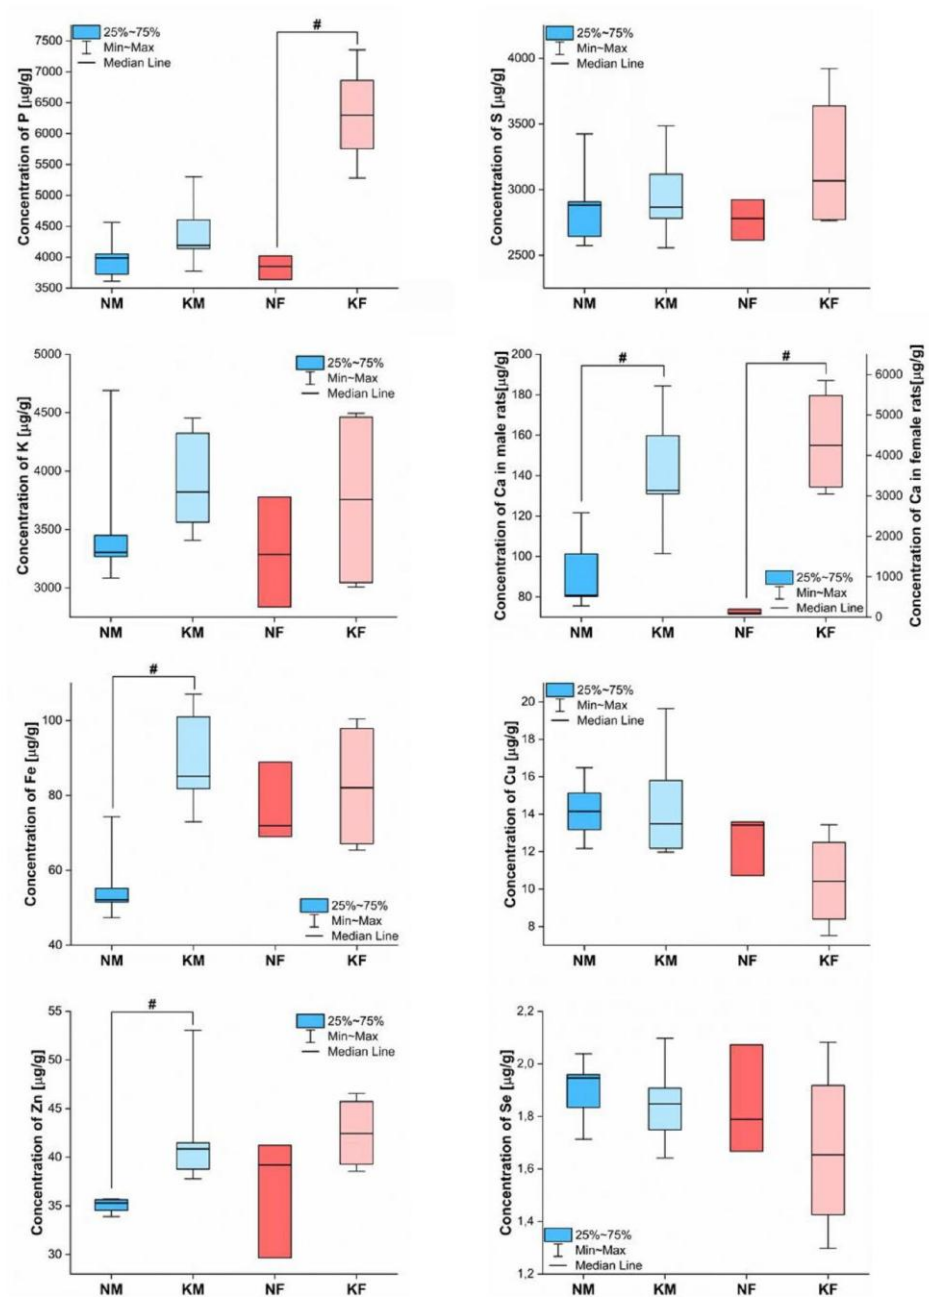 25%~75%
Min~Max
Median Line
#
Concentration of P [µg/g]
7500
7000
6500
6000
5500
5000
4500
4000
3500
NM KM NF KF
25%~75%
Min~Max
Median Line
Concentration of S [µg/g]
4000
3500
3000
2500
NM KM NF KF
25%~75%
Min~Max
Median Line
Concentration of K [µg/g]
5000
4500
4000
3500
3000
NM KM NF KF
# #
Concentration of Ca in male rats[µg/g]
200
180
160
140
120
100
80
Concentration of Ca in female rats[µg/g]
6000
5000
4000
3000
2000
1000
0
25%~75%
Min~Max
Median Line
NM KM NF KF
#
Concentration of Fe [µg/g]
100
80
60
40
25%~75%
Min~Max
Median Line
NM KM NF KF
25%~75%
Min~Max
Median Line
Concentration of Cu [µg/g]
20
18
16
14
12
10
8
NM KM NF KF
#
25%~75%
Min~Max
Median Line
Concentration of Zn [µg/g]
55
50
45
40
35
30
NM KM NF KF
Concentration of Se [µg/g]
2,2
2,0
1,8
1,6
1,4
1,2
25%~75%
Min~Max
Median Line
NM KM NF KF